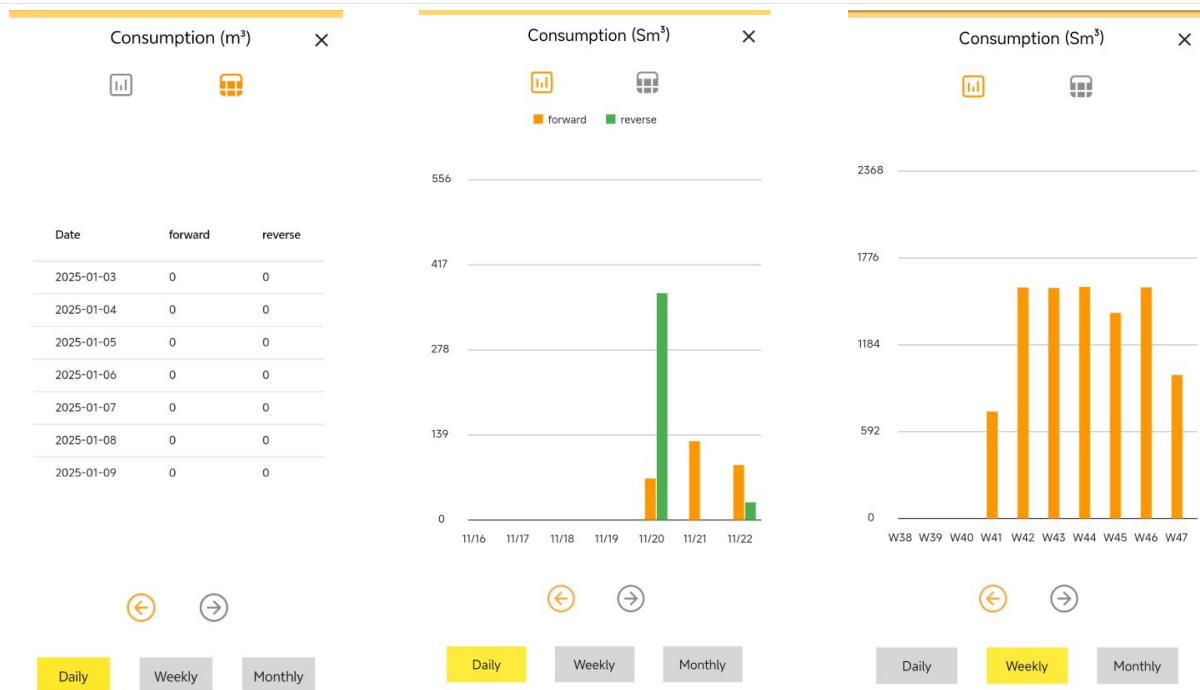 Consumption (m³)
Date forward reverse
2025-01-03 0 0
2025-01-04 0 0
2025-01-05 0 0
2025-01-06 0 0
2025-01-07 0 0
2025-01-08 0 0
2025-01-09 0 0
Daily Weekly Monthly
Consumption (Sm³)
forward reverse
556
417
278
139
0
11/16 11/17 11/18 11/19 11/20 11/21 11/22
Daily Weekly Monthly
Consumption (Sm³)
2368
1776
1184
592
0
W38 W39 W40 W41 W42 W43 W44 W45 W46 W47
Daily Weekly Monthly